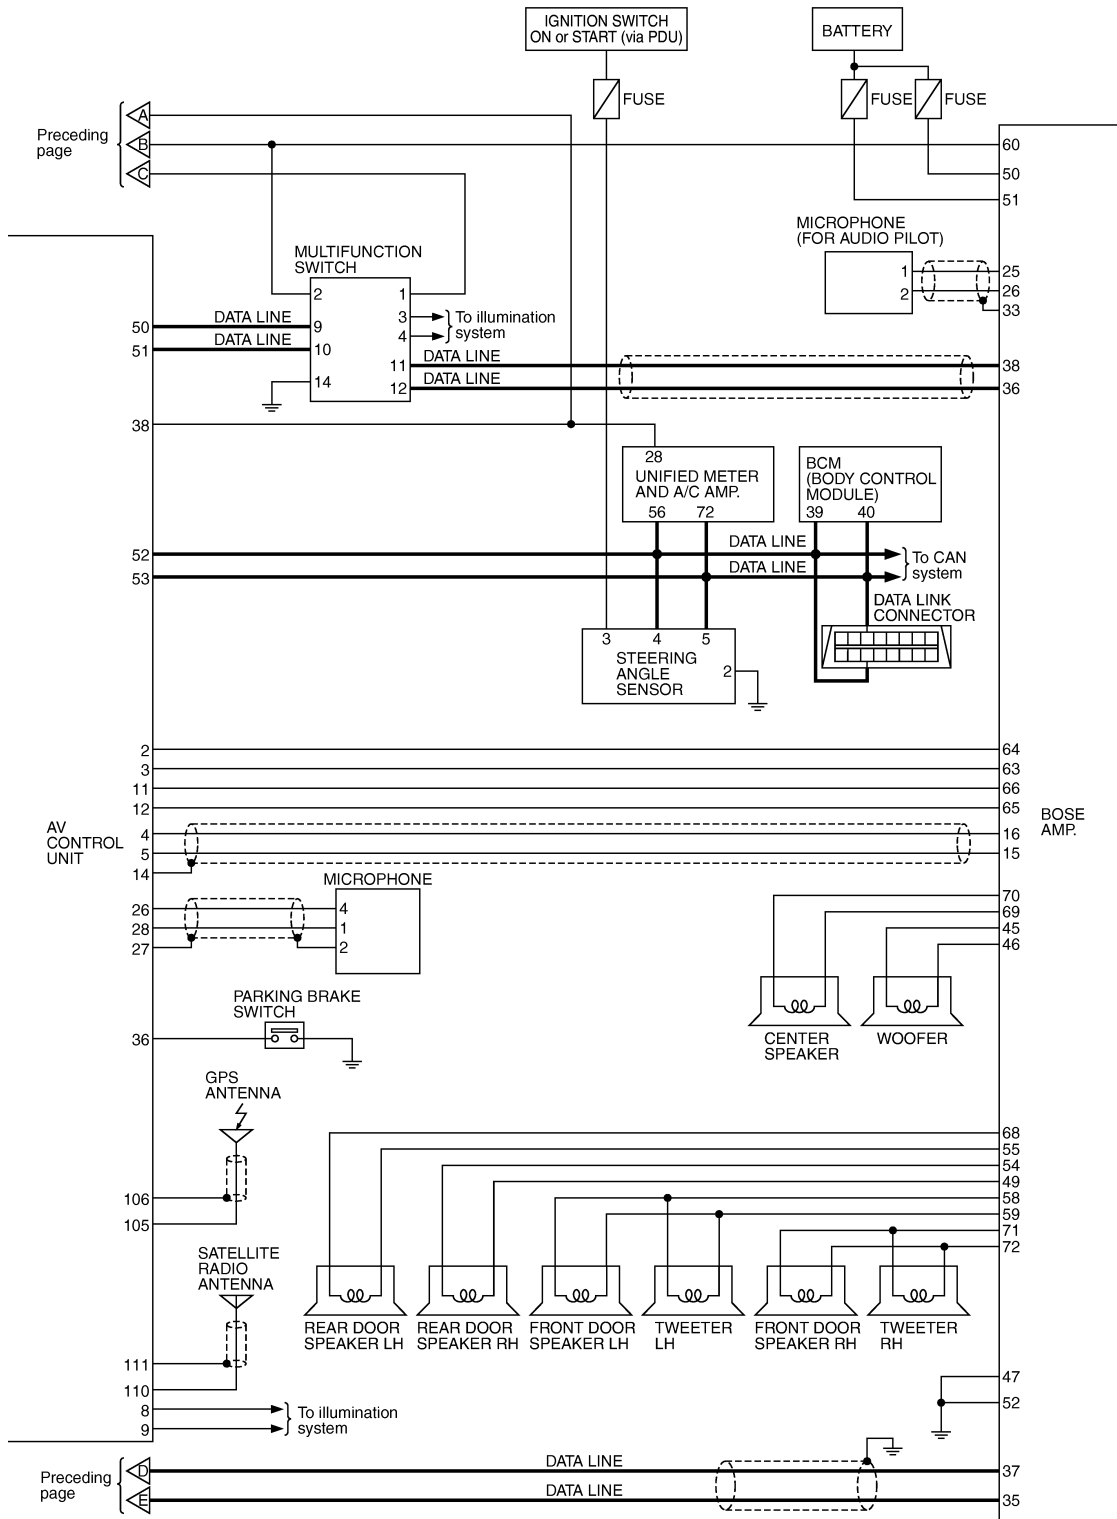 IGNITION SWITCH
ON or START (via PDU)
BATTERY
FUSE
FUSE
FUSE
Preceding
page
A
B
C
60
50
51
MICROPHONE
(FOR AUDIO PILOT)
1
2
25
26
33
MULTIFUNCTION
SWITCH
2
1
9
3
4
10
11
14
12
To illumination
system
50
DATA LINE
51
DATA LINE
DATA LINE
38
DATA LINE
36
38
28
UNIFIED METER
AND A/C AMP.
56
72
BCM
(BODY CONTROL
MODULE)
39
40
52
DATA LINE
53
DATA LINE
To CAN
system
DATA LINK
CONNECTOR
3
4
5
STEERING
ANGLE
SENSOR
2
2
64
3
63
11
66
12
65
AV
CONTROL
UNIT
BOSE
AMP.
4
16
5
15
14
MICROPHONE
26
4
28
1
27
2
70
69
45
46
CENTER
SPEAKER
WOOFER
PARKING BRAKE
SWITCH
36
GPS
ANTENNA
106
105
68
55
54
49
58
59
71
72
SATELLITE
RADIO
ANTENNA
111
110
REAR DOOR
SPEAKER LH
REAR DOOR
SPEAKER RH
FRONT DOOR
SPEAKER LH
TWEETER
LH
FRONT DOOR
SPEAKER RH
TWEETER
RH
47
52
8
9
To illumination
system
Preceding
page
D
DATA LINE
37
E
DATA LINE
35